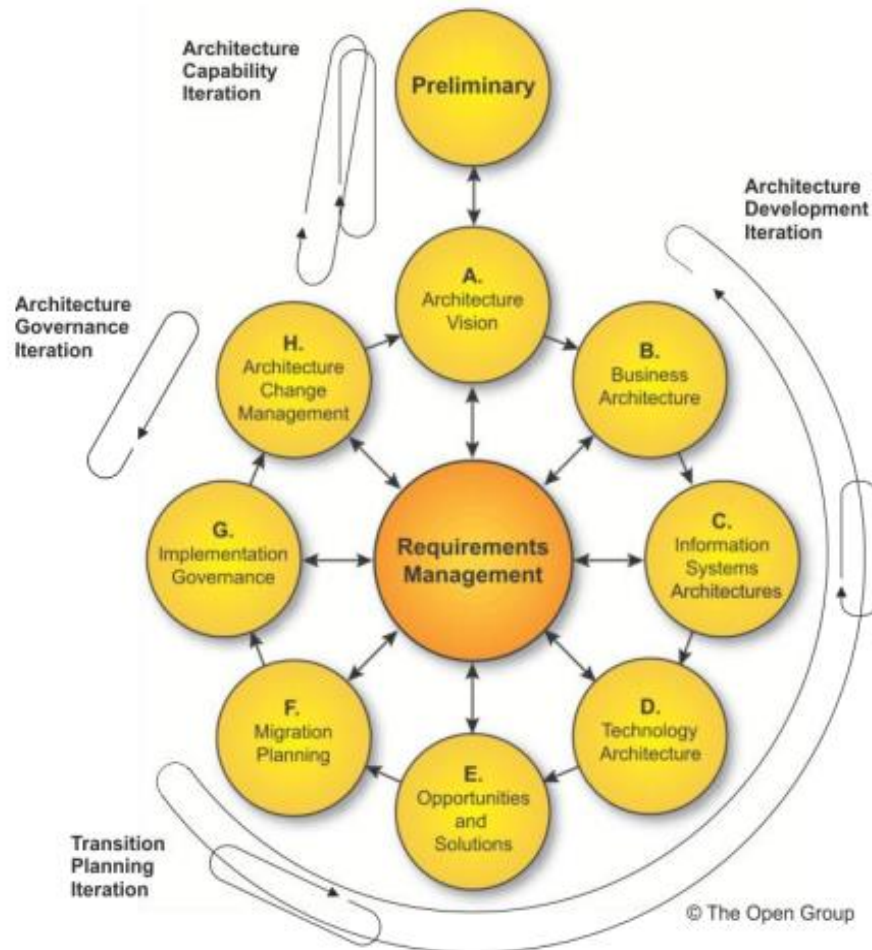 Architecture
Capability
Iteration
Preliminary
Architecture
Development
Iteration
A.
Architecture
Vision
Architecture
Governance
Iteration
H.
Architecture
Change
Management
B.
Business
Architecture
G.
Implementation
Governance
Requirements
Management
C.
Information
Systems
Architectures
F.
Migration
Planning
D.
Technology
Architecture
E.
Opportunities
and
Solutions
Transition
Planning
Iteration
© The Open Group